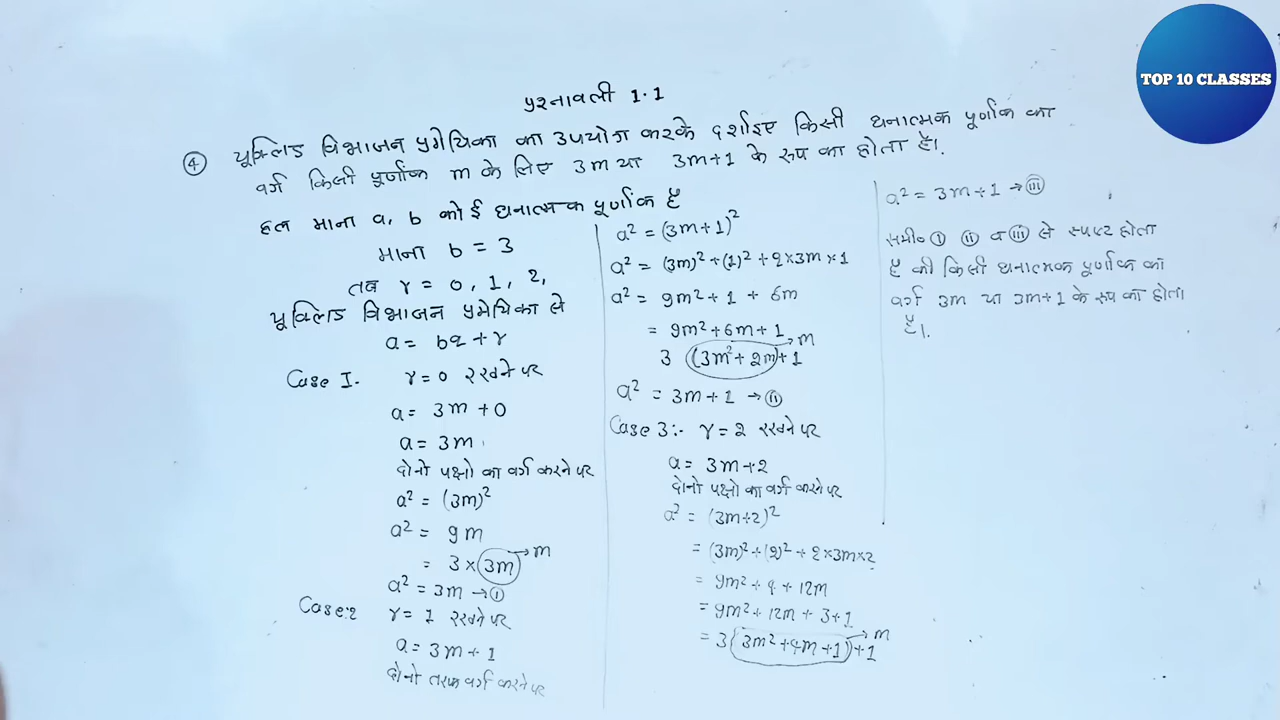 TOP 10 CLASSES
प्रश्नावली 1.1
④ यूक्लिड विभाजन प्रमेयिका का उपयोग करके दर्शाइए किसी धनात्मक पूर्णांक का
वर्ग किसी पूर्णांक m के लिए 3m या 3m+1 के रूप का होता है।
हल माना a, b कोई धनात्मक पूर्णांक है
माना b = 3
तब r = 0, 1, 2,
यूक्लिड विभाजन प्रमेयिका से
a = bq + r
Case I. r=0 रखने पर
a = 3m + 0
a = 3m
दोनो पक्षो का वर्ग करने पर
a² = (3m)²
a² = 9m
= 3 × (3m) → m
a² = 3m → ①
Case:2 r = 1 रखने पर
a = 3m + 1
दोनो तरफ वर्ग करने पर
a² = (3m+1)²
a² = (3m)² + (1)² + 2×3m×1
a² = 9m² + 1 + 6m
= 9m² + 6m + 1
3 (3m² + 2m) + 1 → m
a² = 3m + 1 → ②
Case 3:- r = 2 रखने पर
a = 3m+2
दोनो पक्षो का वर्ग करने पर
a² = (3m+2)²
= (3m)² + (2)² + 2×3m×2
= 9m² + 4 + 12m
= 9m² + 12m + 3 + 1
= 3(3m² + 4m + 1) + 1 → m
a² = 3m + 1 → ⅲ
समी० ⅰ ⅱ व ⅲ से स्पष्ट होता
है की किसी धनात्मक पूर्णांक का
वर्ग 3m या 3m+1 के रूप का होता
है।